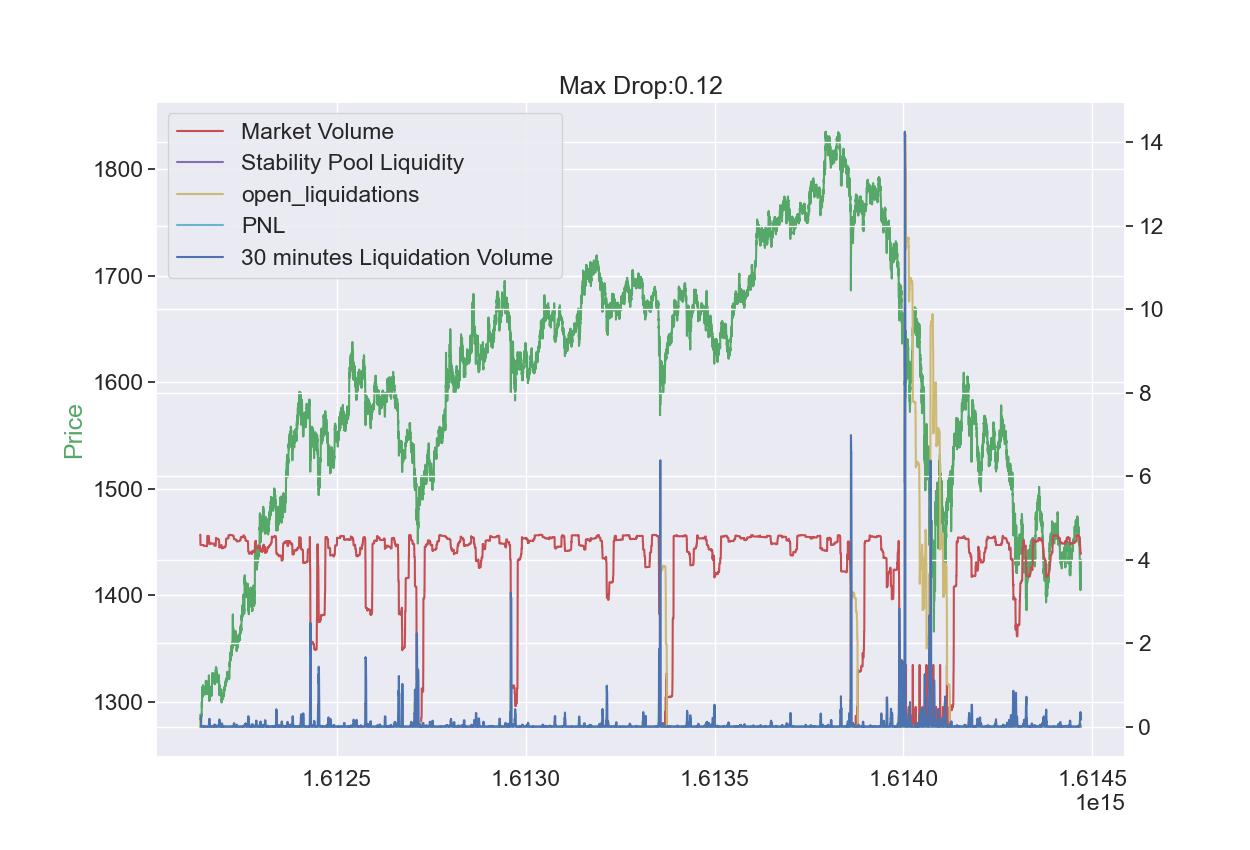 Max Drop:0.12
Market Volume
Stability Pool Liquidity
open_liquidations
PNL
30 minutes Liquidation Volume
Price
1800
1700
1600
1500
1400
1300
14
12
10
8
6
4
2
0
1.6125
1.6130
1.6135
1.6140
1.6145
1e15